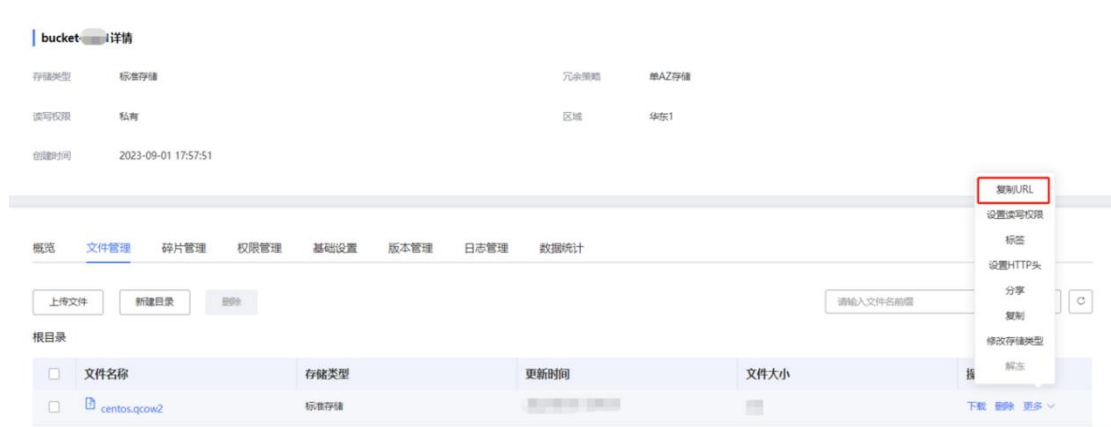 bucket 详情
存储类型 标准存储 冗余策略 单AZ存储
读写权限 私有 区域 华东1
创建时间 2023-09-01 17:57:51
复制URL
设置读写权限
标签
设置HTTP头
分享
复制
修改存储类型
解冻
概览 文件管理 碎片管理 权限管理 基础设置 版本管理 日志管理 数据统计
上传文件 新建目录 删除 请输入文件名前缀
根目录
文件名称 存储类型 更新时间 文件大小
centos.qcow2 标准存储 下载 删除 更多